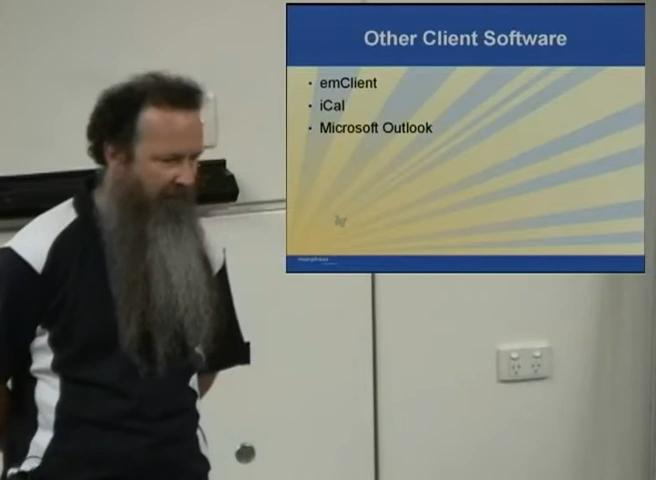 Other Client Software
· emClient
· iCal
· Microsoft Outlook